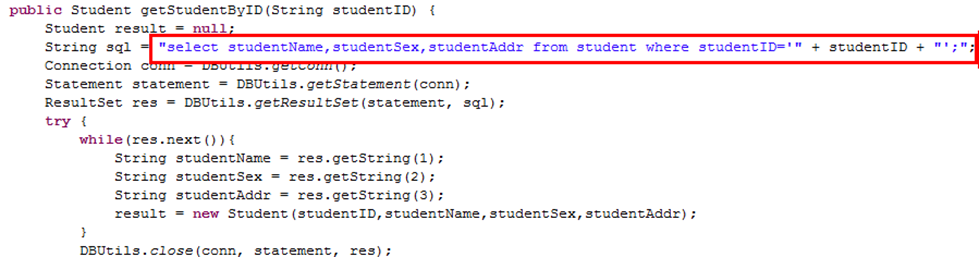 public Student getStudentByID(String studentID) {
    Student result = null;
    String sql = "select studentName,studentSex,studentAddr from student where studentID='" + studentID + "';";
    Connection conn = DBUtils.getConn();
    Statement statement = DBUtils.getStatement(conn);
    ResultSet res = DBUtils.getResultSet(statement, sql);
    try {
        while(res.next()){
            String studentName = res.getString(1);
            String studentSex = res.getString(2);
            String studentAddr = res.getString(3);
            result = new Student(studentID,studentName,studentSex,studentAddr);
        }
        DBUtils.close(conn, statement, res);